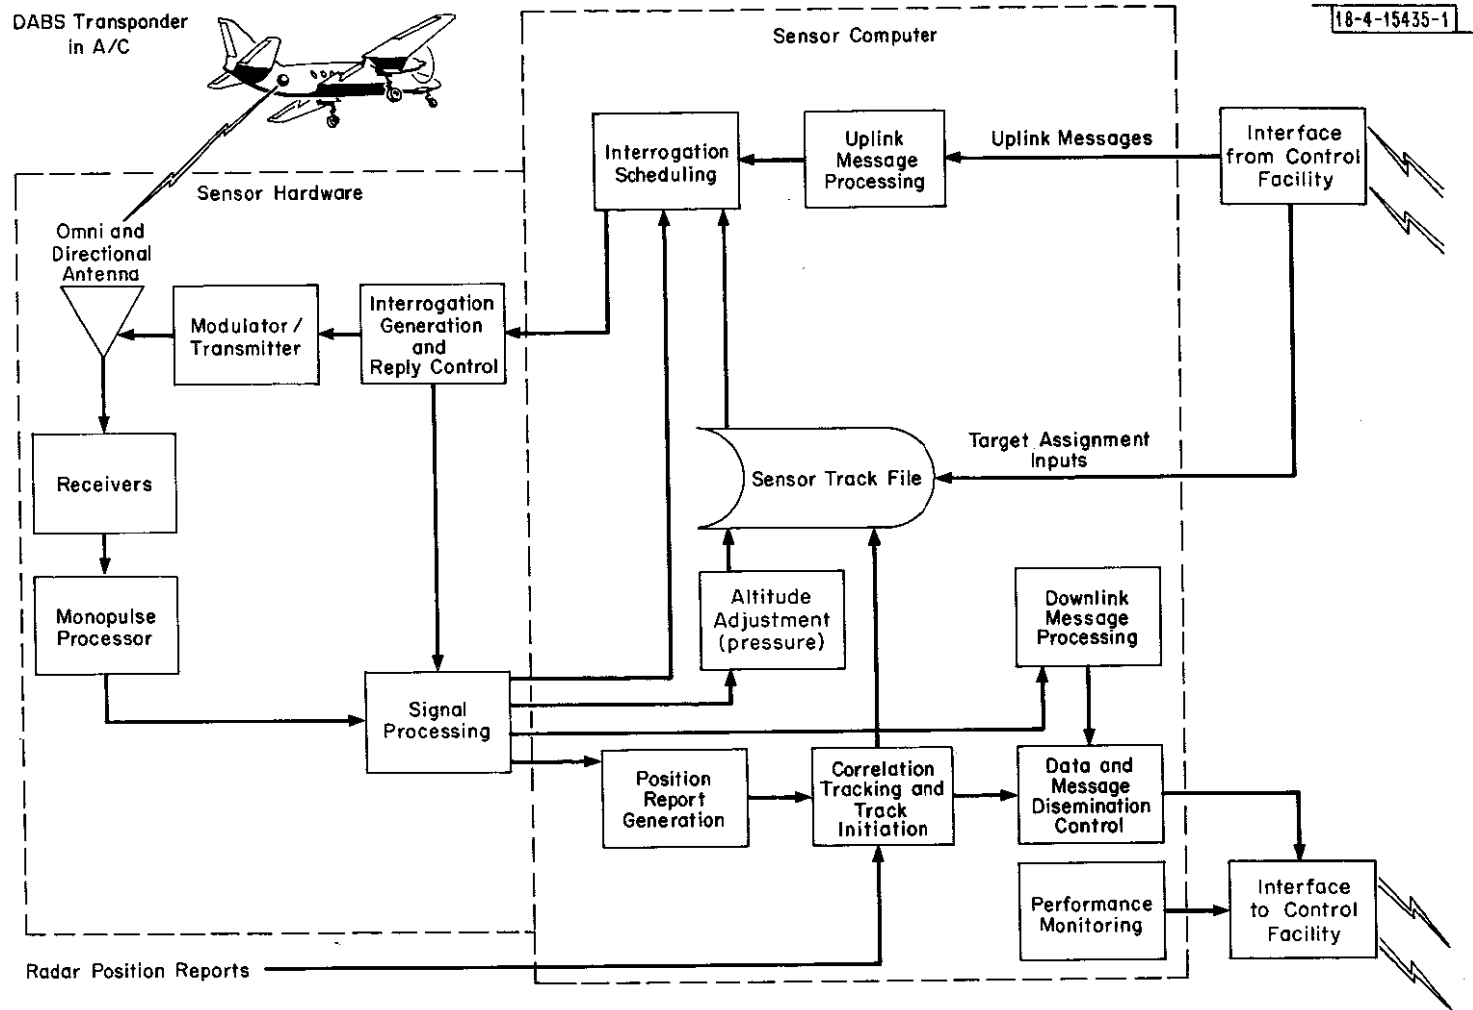 DABS Transponder
in A/C
18-4-15435-1
Sensor Computer
Interrogation
Scheduling
Uplink
Message
Processing
Uplink Messages
Interface
from Control
Facility
Sensor Hardware
Omni and
Directional
Antenna
Modulator/
Transmitter
Interrogation
Generation
and
Reply Control
Receivers
Sensor Track File
Target Assignment
Inputs
Monopulse
Processor
Altitude
Adjustment
(pressure)
Downlink
Message
Processing
Signal
Processing
Position
Report
Generation
Correlation
Tracking and
Track
Initiation
Data and
Message
Disemination
Control
Performance
Monitoring
Interface
to Control
Facility
Radar Position Reports